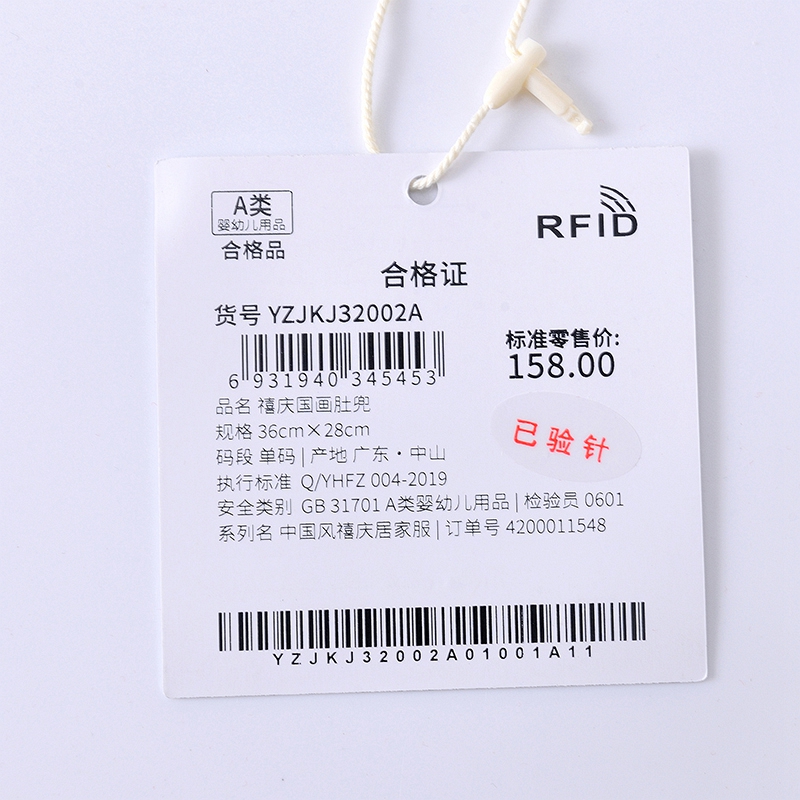 A类
婴幼儿用品
合格品
RFID
合格证
货号 YZJKJ32002A
标准零售价:
158.00
6 931940 345453
品名 禧庆国画肚兜
规格 36cm×28cm
码段 单码 | 产地 广东·中山
已验针
执行标准 Q/YHFZ 004-2019
安全类别 GB 31701 A类婴幼儿用品 | 检验员 0601
系列名 中国风禧庆居家服 | 订单号 4200011548
YZJKJ32002A01001A11